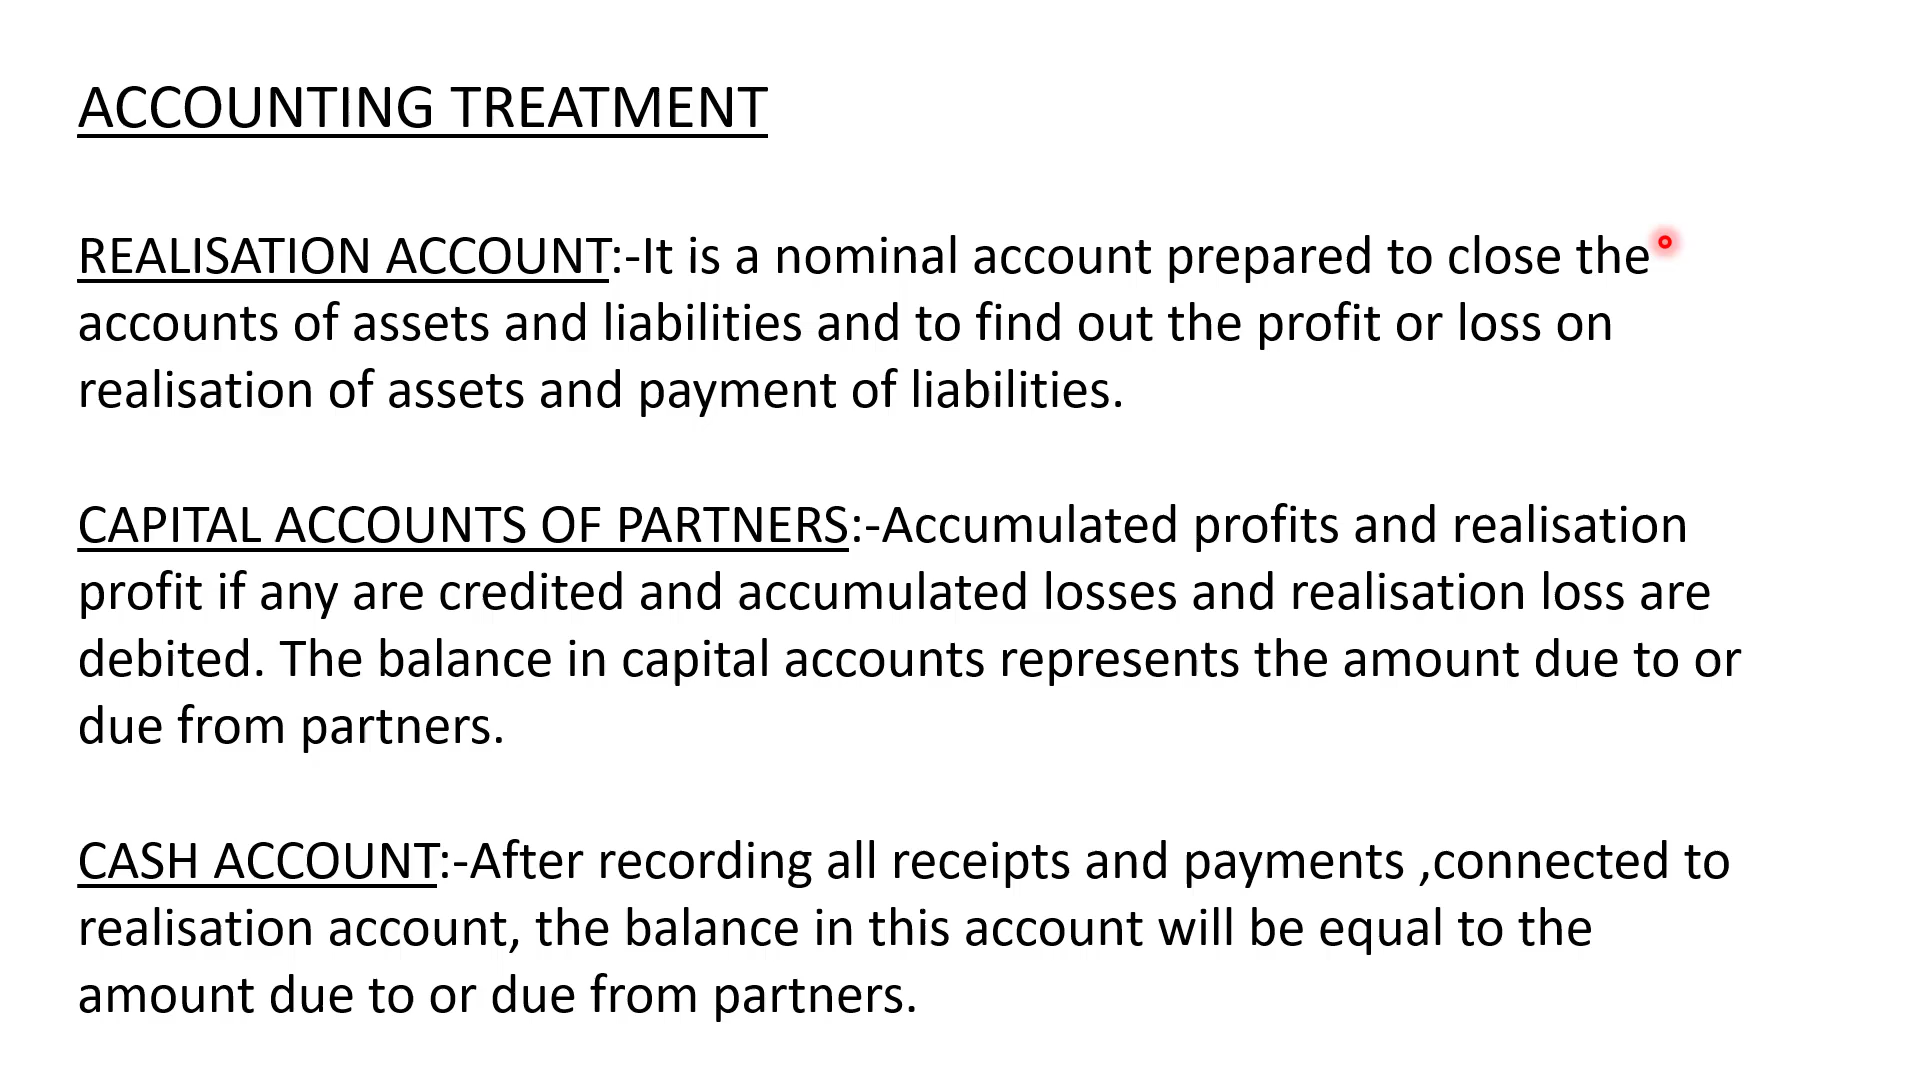 ACCOUNTING TREATMENT
REALISATION ACCOUNT:-It is a nominal account prepared to close the
accounts of assets and liabilities and to find out the profit or loss on
realisation of assets and payment of liabilities.
CAPITAL ACCOUNTS OF PARTNERS:-Accumulated profits and realisation
profit if any are credited and accumulated losses and realisation loss are
debited. The balance in capital accounts represents the amount due to or
due from partners.
CASH ACCOUNT:-After recording all receipts and payments ,connected to
realisation account, the balance in this account will be equal to the
amount due to or due from partners.